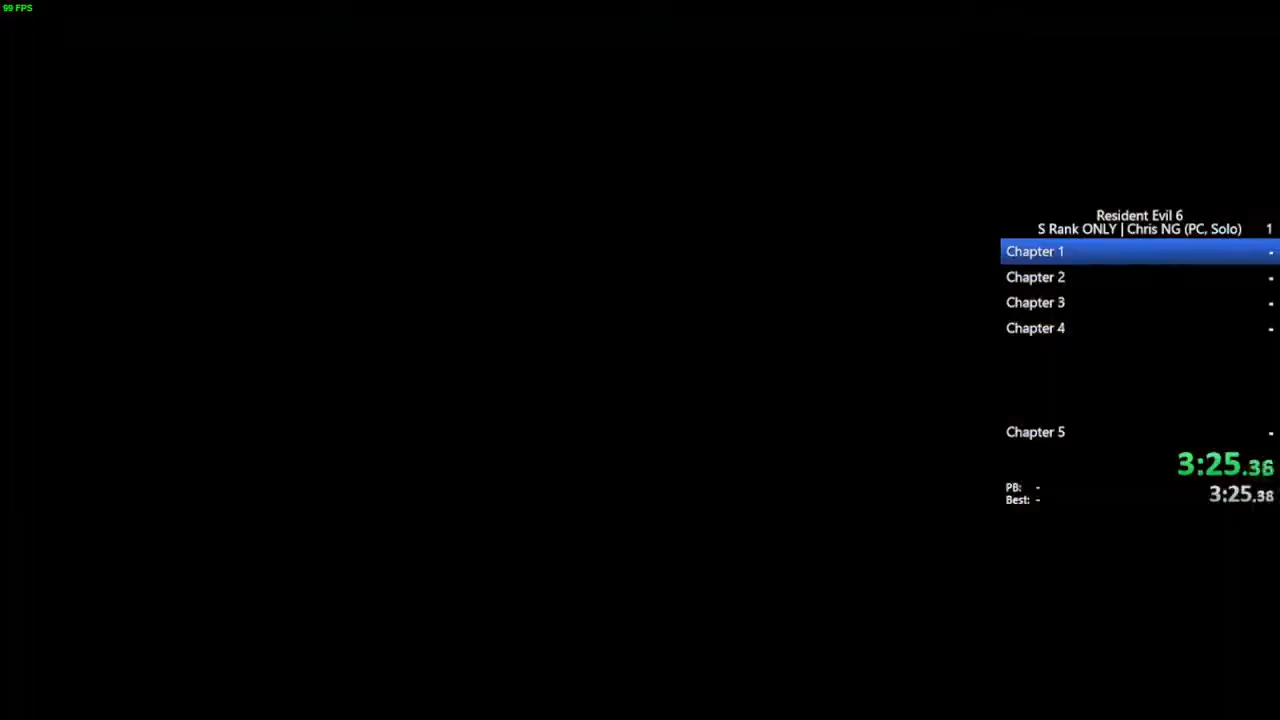 99 FPS
Resident Evil 6
S Rank ONLY | Chris NG (PC, Solo) 1
Chapter 1 -
Chapter 2 -
Chapter 3 -
Chapter 4 -
Chapter 5 -
3:25.36
PB: -
3:25.38
Best: -